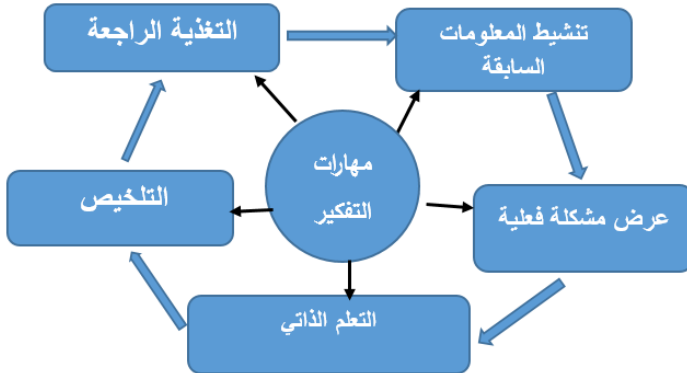 التغذية الراجعة
تنشيط المعلومات
السابقة
مهارات
التفكير
التلخيص
عرض مشكلة فعلية
التعلم الذاتي